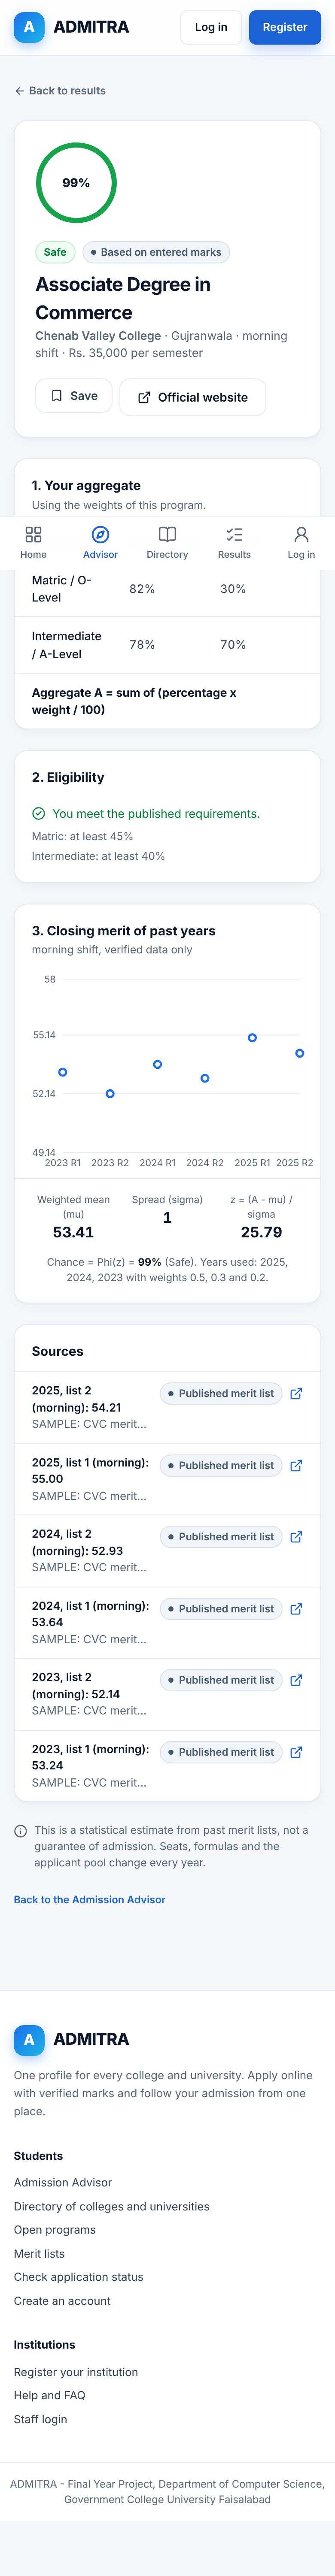 A ADMITRA Log in Register
← Back to results
99%
Safe • Based on entered marks
Associate Degree in
Commerce
Chenab Valley College · Gujranwala · morning
shift · Rs. 35,000 per semester
Save Official website
1. Your aggregate
Using the weights of this program.
Home Advisor Directory Results Log in
Matric / O-
Level 82% 30%
Intermediate
/ A-Level 78% 70%
Aggregate A = sum of (percentage x
weight / 100)
2. Eligibility
You meet the published requirements.
Matric: at least 45%
Intermediate: at least 40%
3. Closing merit of past years
morning shift, verified data only
58
55.14
52.14
49.14
2023 R1 2023 R2 2024 R1 2024 R2 2025 R1 2025 R2
Weighted mean
(mu)
53.41
Spread (sigma)
1
z = (A - mu) /
sigma
25.79
Chance = Phi(z) = 99% (Safe). Years used: 2025,
2024, 2023 with weights 0.5, 0.3 and 0.2.
Sources
2025, list 2
(morning): 54.21
SAMPLE: CVC merit...
• Published merit list
2025, list 1 (morning):
55.00
SAMPLE: CVC merit...
• Published merit list
2024, list 2
(morning): 52.93
SAMPLE: CVC merit...
• Published merit list
2024, list 1 (morning):
53.64
SAMPLE: CVC merit...
• Published merit list
2023, list 2
(morning): 52.14
SAMPLE: CVC merit...
• Published merit list
2023, list 1 (morning):
53.24
SAMPLE: CVC merit...
• Published merit list
This is a statistical estimate from past merit lists, not a
guarantee of admission. Seats, formulas and the
applicant pool change every year.
Back to the Admission Advisor
A ADMITRA
One profile for every college and university. Apply online
with verified marks and follow your admission from one
place.
Students
Admission Advisor
Directory of colleges and universities
Open programs
Merit lists
Check application status
Create an account
Institutions
Register your institution
Help and FAQ
Staff login
ADMITRA - Final Year Project, Department of Computer Science,
Government College University Faisalabad